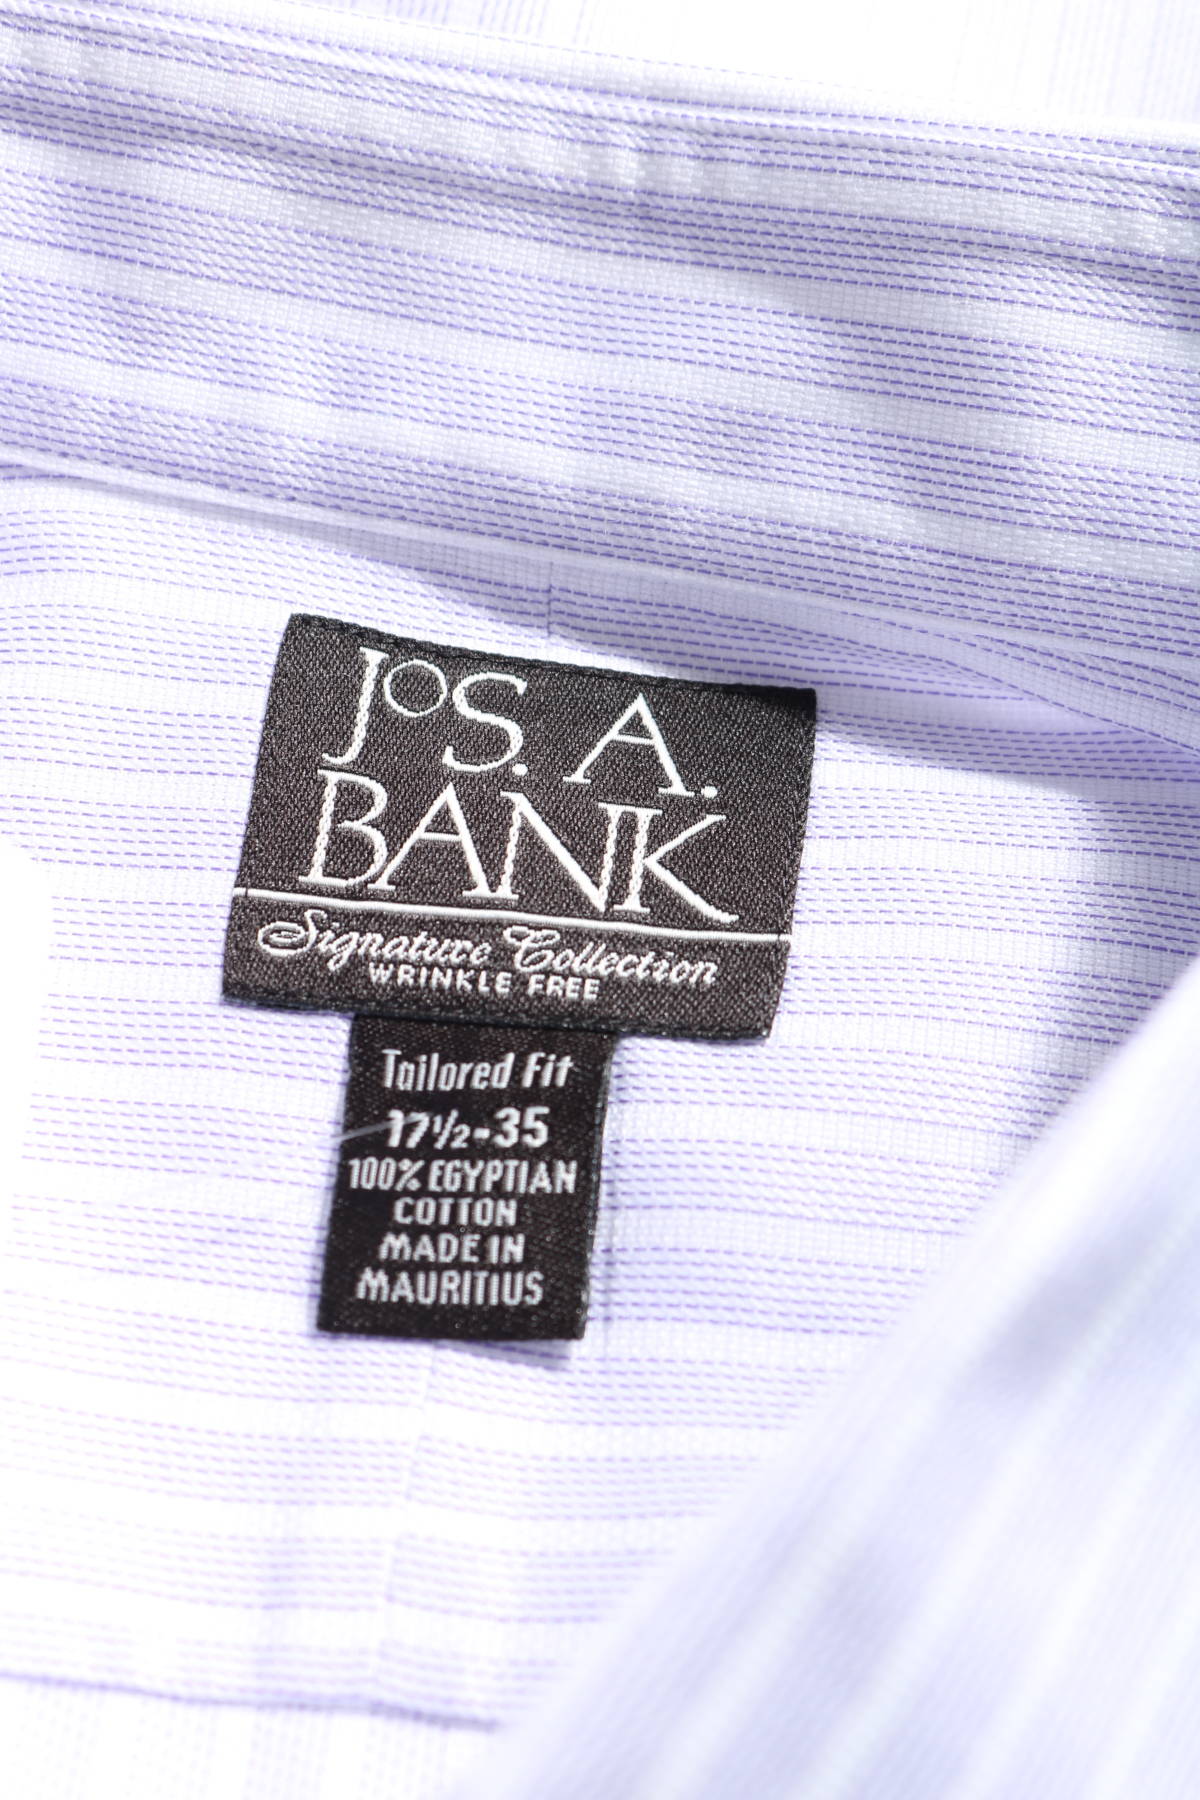 JOS. A.
BANK
Signature Collection
WRINKLE FREE
Tailored Fit
17½-35
100% EGYPTIAN
COTTON
MADE IN
MAURITIUS